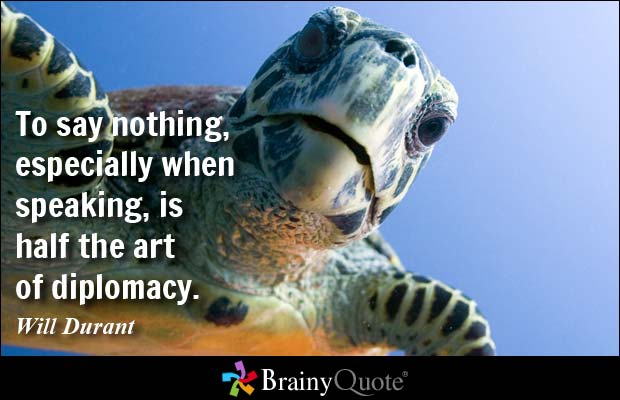 To say nothing,
especially when
speaking, is
half the art
of diplomacy.
Will Durant
BrainyQuote®